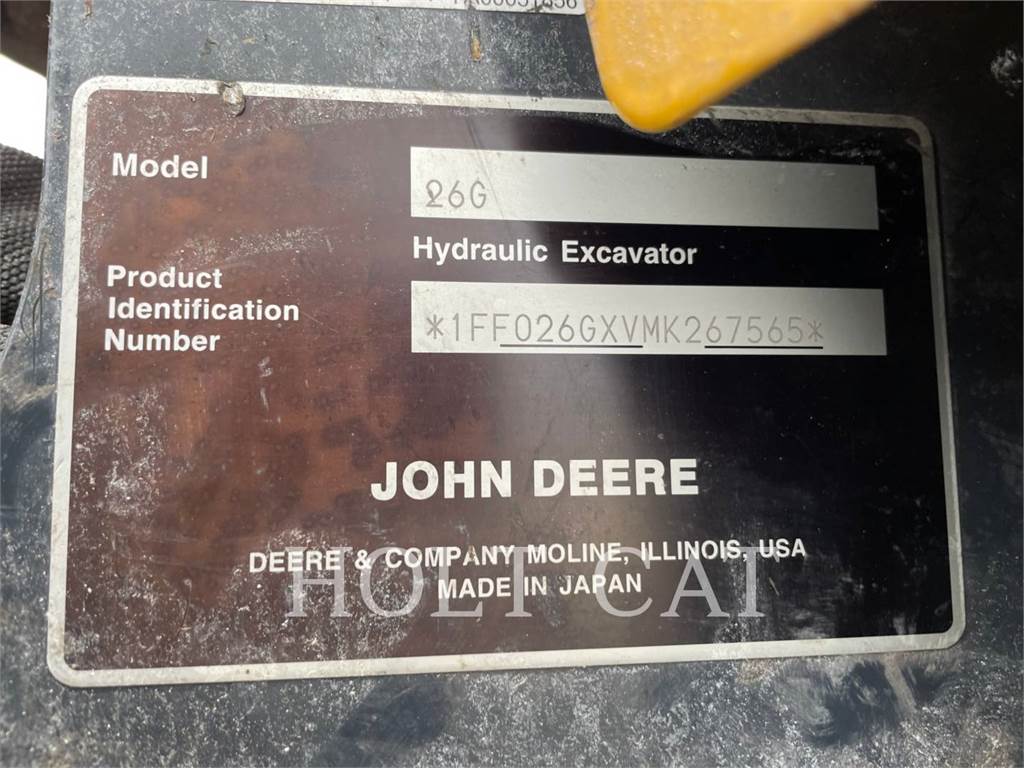 Model
26G
Hydraulic Excavator
Product
Identification
Number
*1FF026GXVMK267565*
JOHN DEERE
DEERE & COMPANY MOLINE, ILLINOIS, USA
MADE IN JAPAN
HOLT CAT